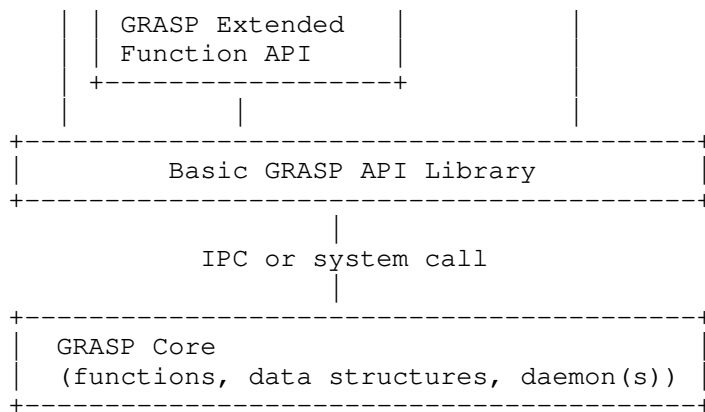 GRASP Extended
Function API
Basic GRASP API Library
IPC or system call
GRASP Core
(functions, data structures, daemon(s))